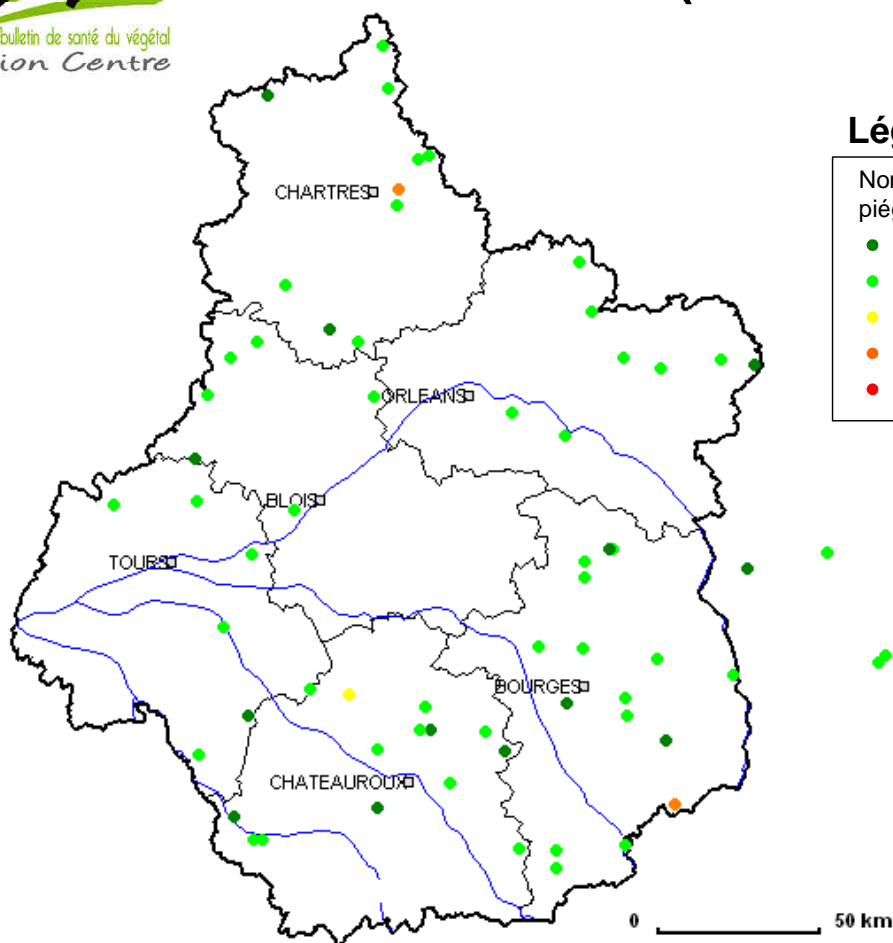 bulletin de santé du végétal
ion Centre
(
Lég
Nor
piég
CHARTRES
ORLEANS
BLOIS
TOURS
BOURGES
CHATEAUROUX
0 50 km